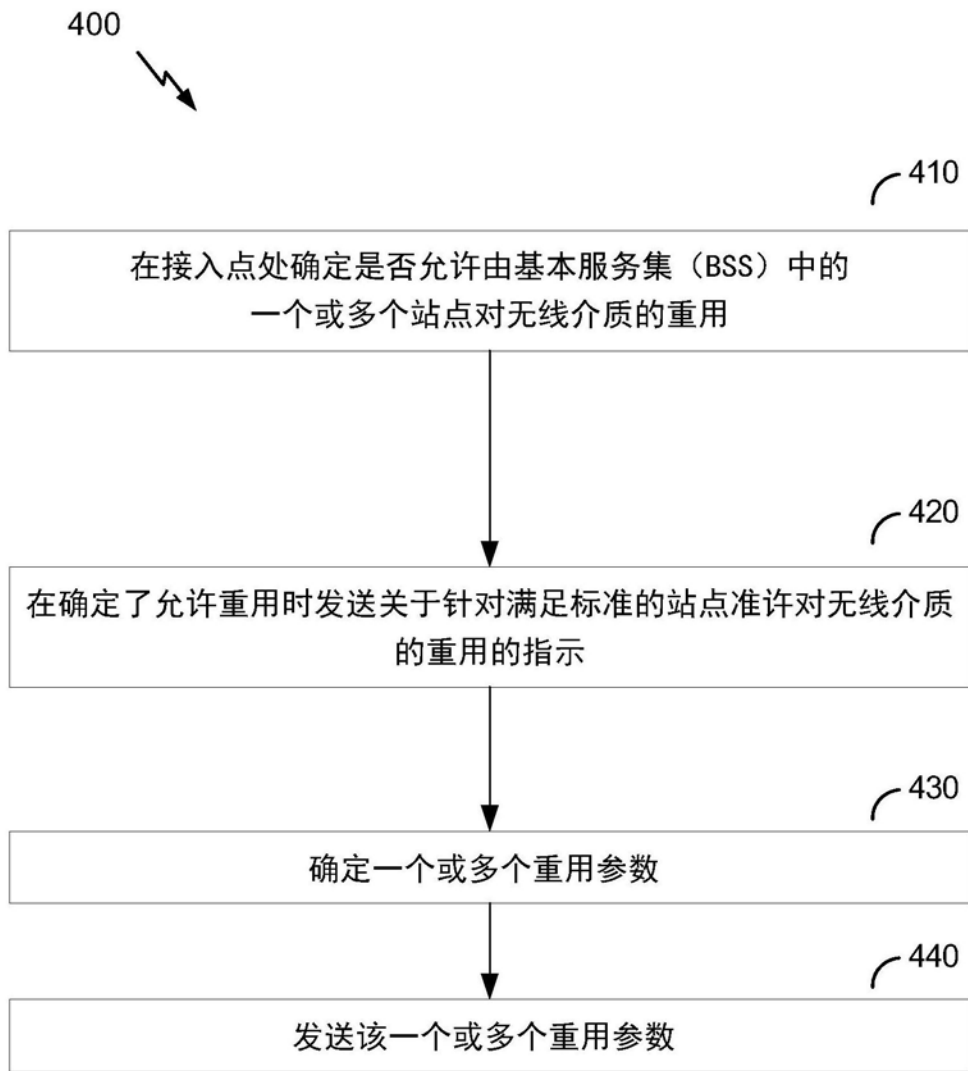 400
410
在接入点处确定是否允许由基本服务集（BSS）中的
一个或多个站点对无线介质的重用
420
在确定了允许重用时发送关于针对满足标准的站点准许对无线介质
的重用的指示
430
确定一个或多个重用参数
440
发送该一个或多个重用参数